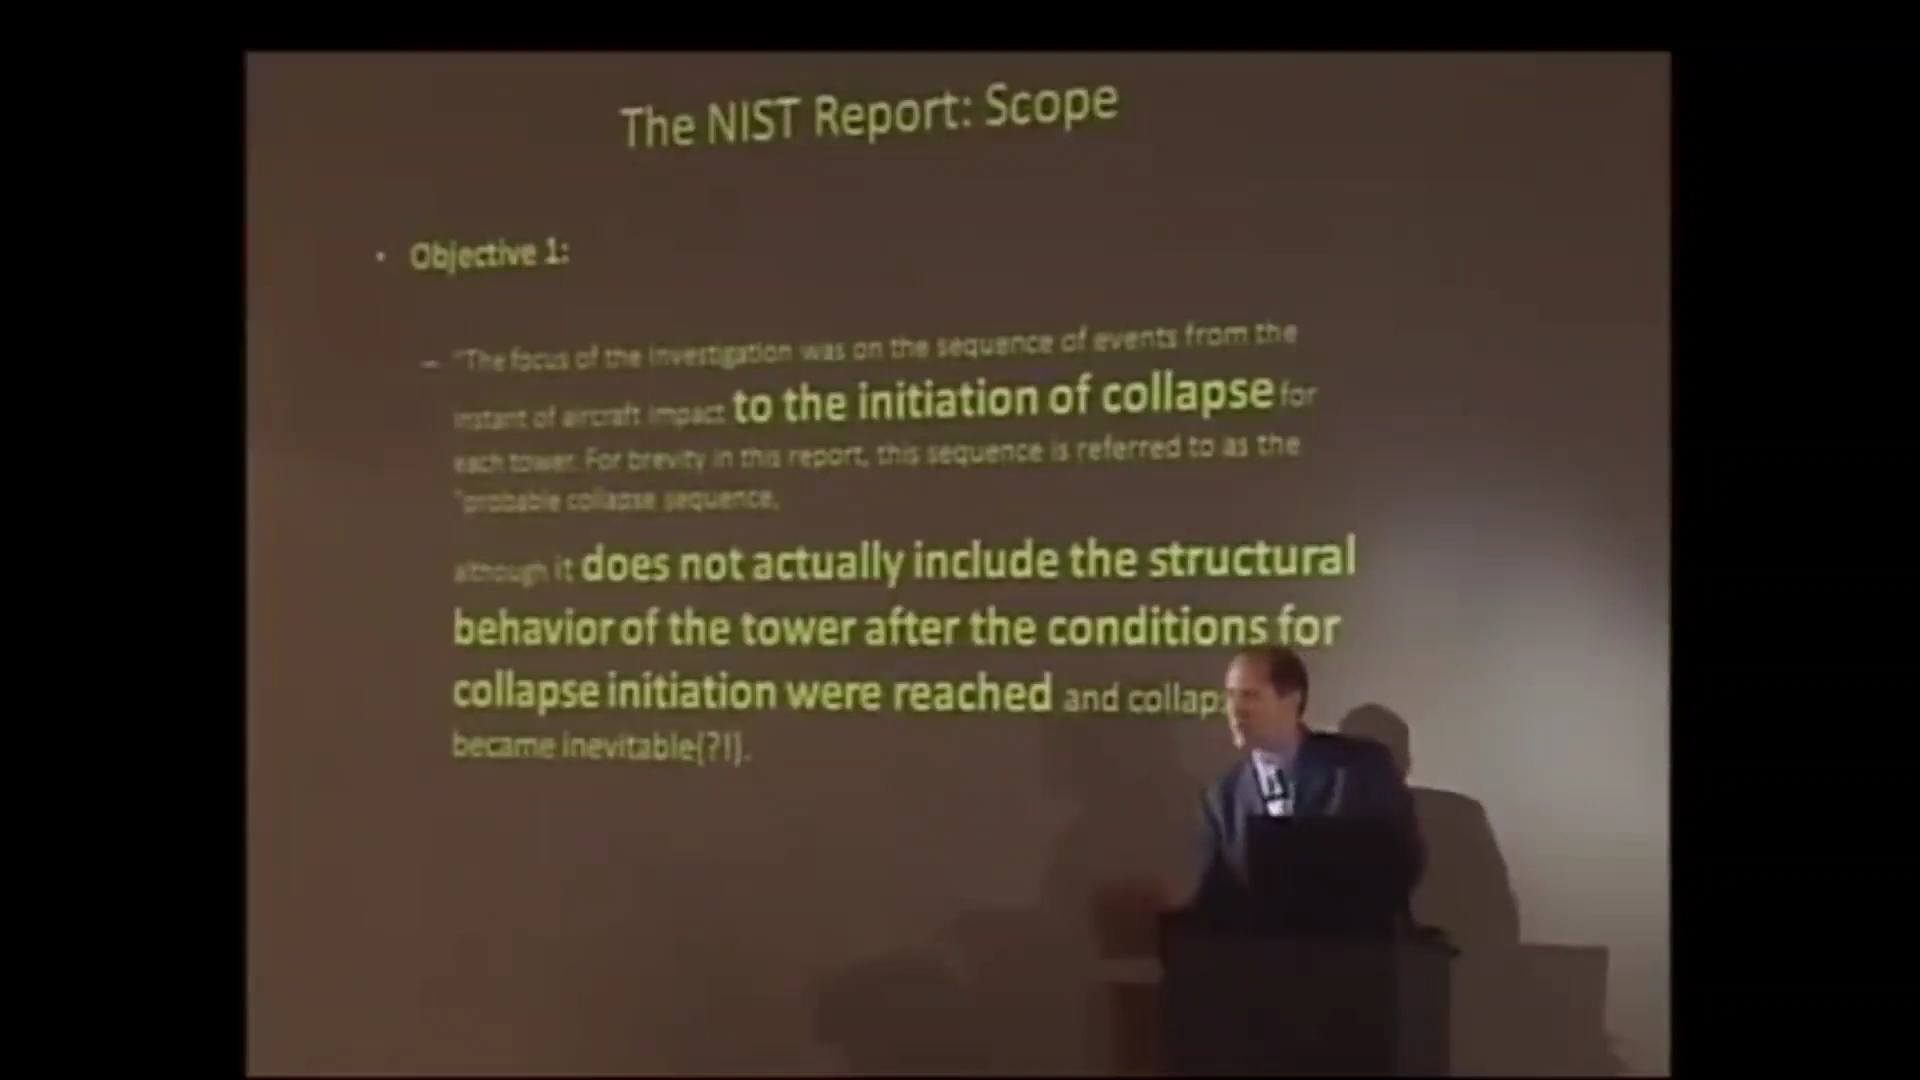 The NIST Report: Scope
• Objective 1:
– "The focus of the investigation was on the sequence of events from the
instant of aircraft impact to the initiation of collapse for
each tower. For brevity in this report, this sequence is referred to as the
"probable collapse sequence,
although it does not actually include the structural
behavior of the tower after the conditions for
collapse initiation were reached and collaps
became inevitable(?!).